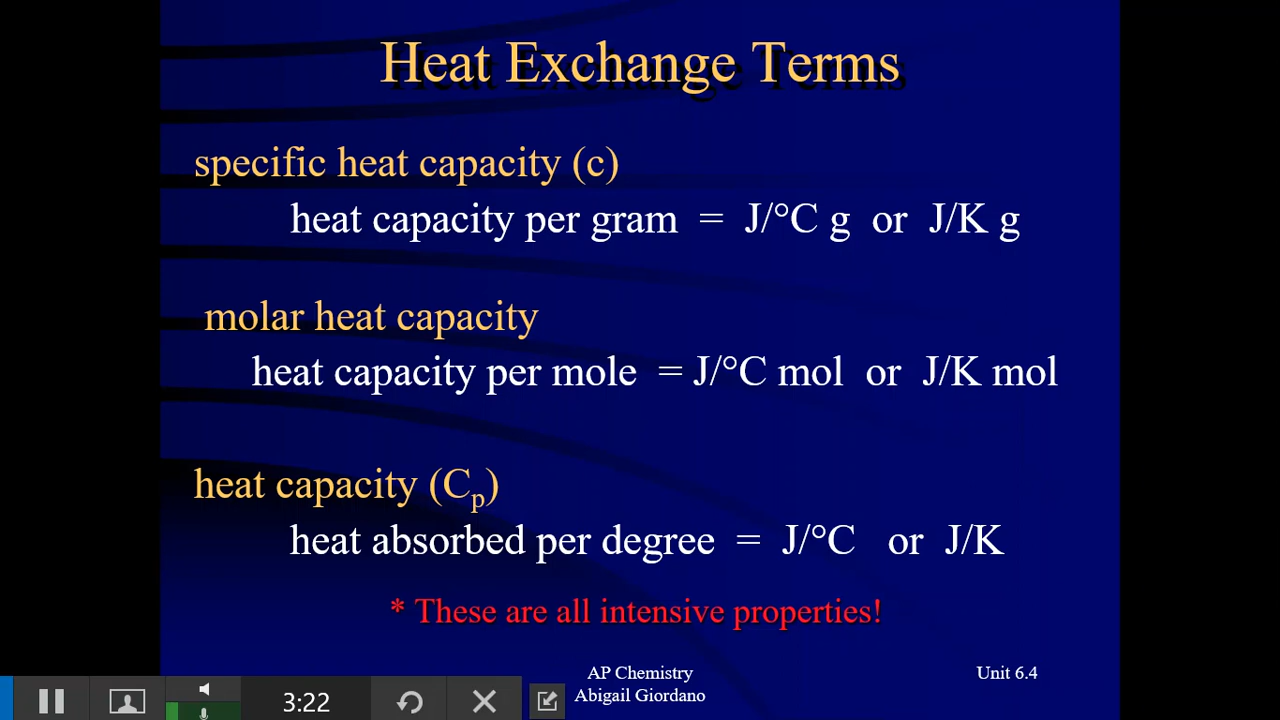 Heat Exchange Terms
specific heat capacity (c)
heat capacity per gram = J/°C g or J/K g
molar heat capacity
heat capacity per mole = J/°C mol or J/K mol
heat capacity (Cₚ)
heat absorbed per degree = J/°C or J/K
* These are all intensive properties!
AP Chemistry
Abigail Giordano
Unit 6.4
3:22